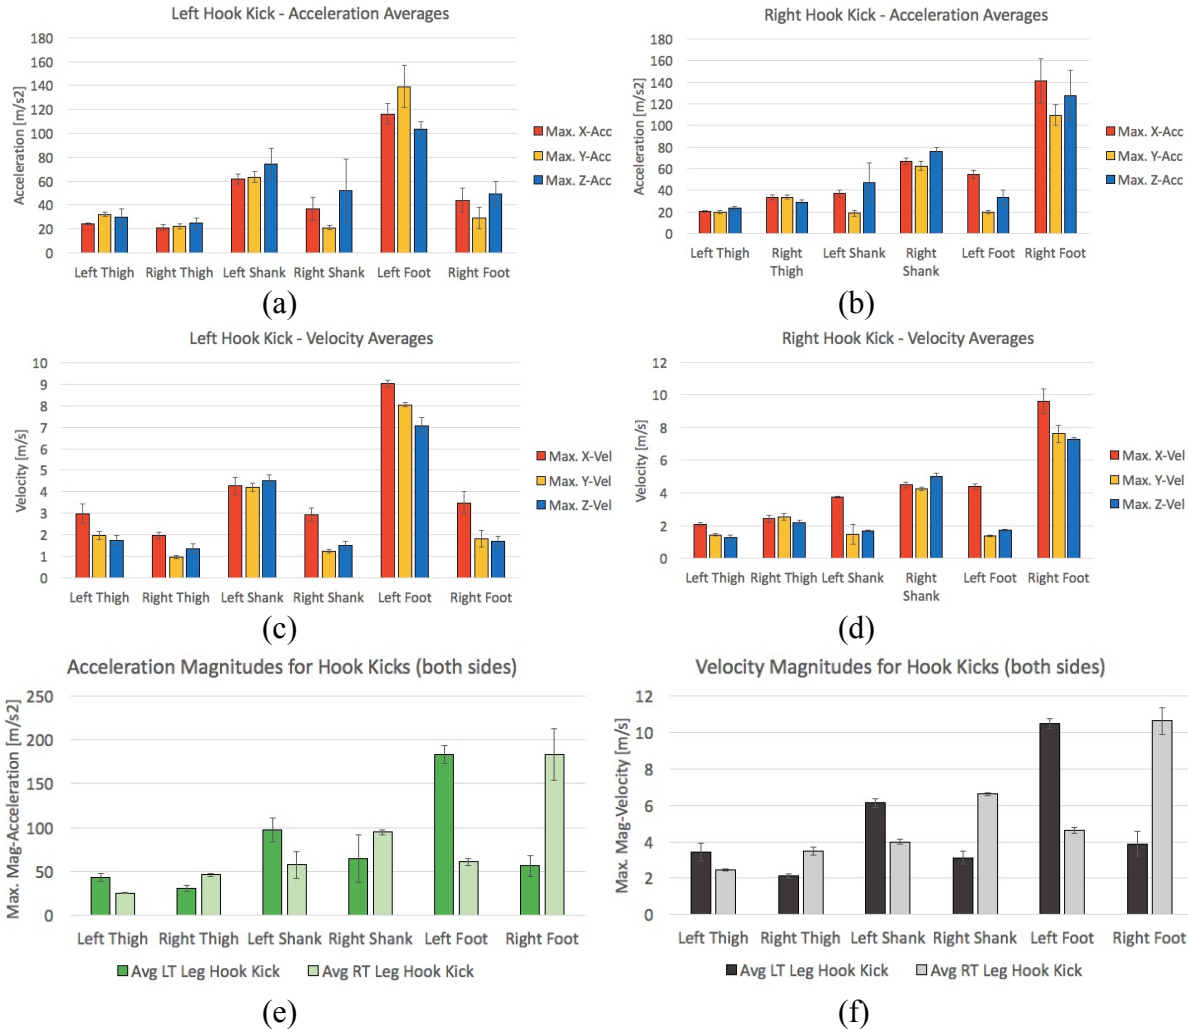 Left Hook Kick - Acceleration Averages
Acceleration [m/s2]
180
160
140
120
100
80
60
40
20
0
Left Thigh Right Thigh Left Shank Right Shank Left Foot Right Foot
Max. X-Acc
Max. Y-Acc
Max. Z-Acc
(a)
Right Hook Kick - Acceleration Averages
Acceleration [m/s2]
180
160
140
120
100
80
60
40
20
0
Left Thigh Right Thigh Left Shank Right Shank Left Foot Right Foot
Max. X-Acc
Max. Y-Acc
Max. Z-Acc
(b)
Left Hook Kick - Velocity Averages
Velocity [m/s]
10
9
8
7
6
5
4
3
2
1
0
Left Thigh Right Thigh Left Shank Right Shank Left Foot Right Foot
Max. X-Vel
Max. Y-Vel
Max. Z-Vel
(c)
Right Hook Kick - Velocity Averages
Velocity [m/s]
12
10
8
6
4
2
0
Left Thigh Right Thigh Left Shank Right Shank Left Foot Right Foot
Max. X-Vel
Max. Y-Vel
Max. Z-Vel
(d)
Acceleration Magnitudes for Hook Kicks (both sides)
Max. Mag-Acceleration [m/s2]
250
200
150
100
50
0
Left Thigh Right Thigh Left Shank Right Shank Left Foot Right Foot
Avg LT Leg Hook Kick Avg RT Leg Hook Kick
(e)
Velocity Magnitudes for Hook Kicks (both sides)
Max. Mag-Velocity [m/s]
12
10
8
6
4
2
0
Left Thigh Right Thigh Left Shank Right Shank Left Foot Right Foot
Avg LT Leg Hook Kick Avg RT Leg Hook Kick
(f)